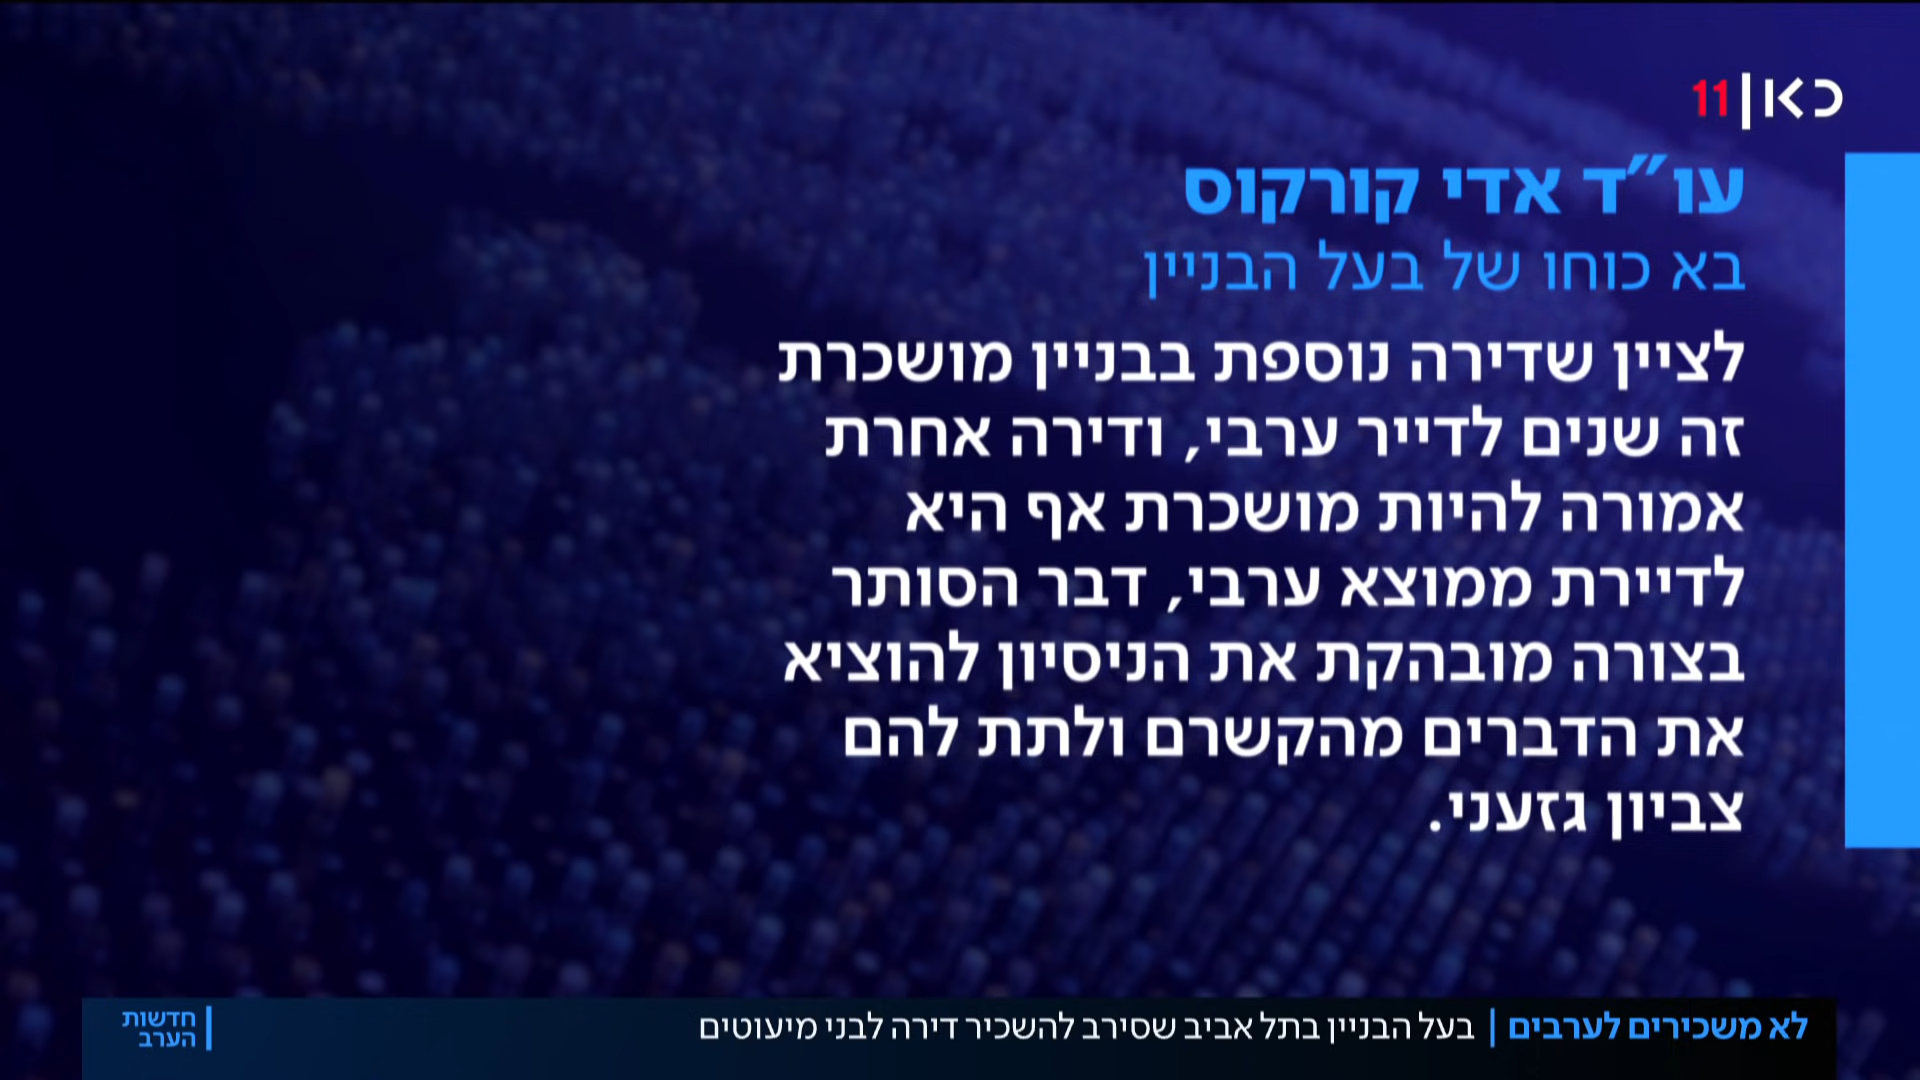 כאן 11
עו״ד אדי קורקוס
בא כוחו של בעל הבניין
לציין שדירה נוספת בבניין מושכרת
זה שנים לדייר ערבי, ודירה אחרת
אמורה להיות מושכרת אף היא
לדיירת ממוצא ערבי, דבר הסותר
בצורה מובהקת את הניסיון להוציא
את הדברים מהקשרם ולתת להם
צביון גזעני.
לא משכירים לערבים | בעל הבניין בתל אביב שסירב להשכיר דירה לבני מיעוטים
חדשות
הערב